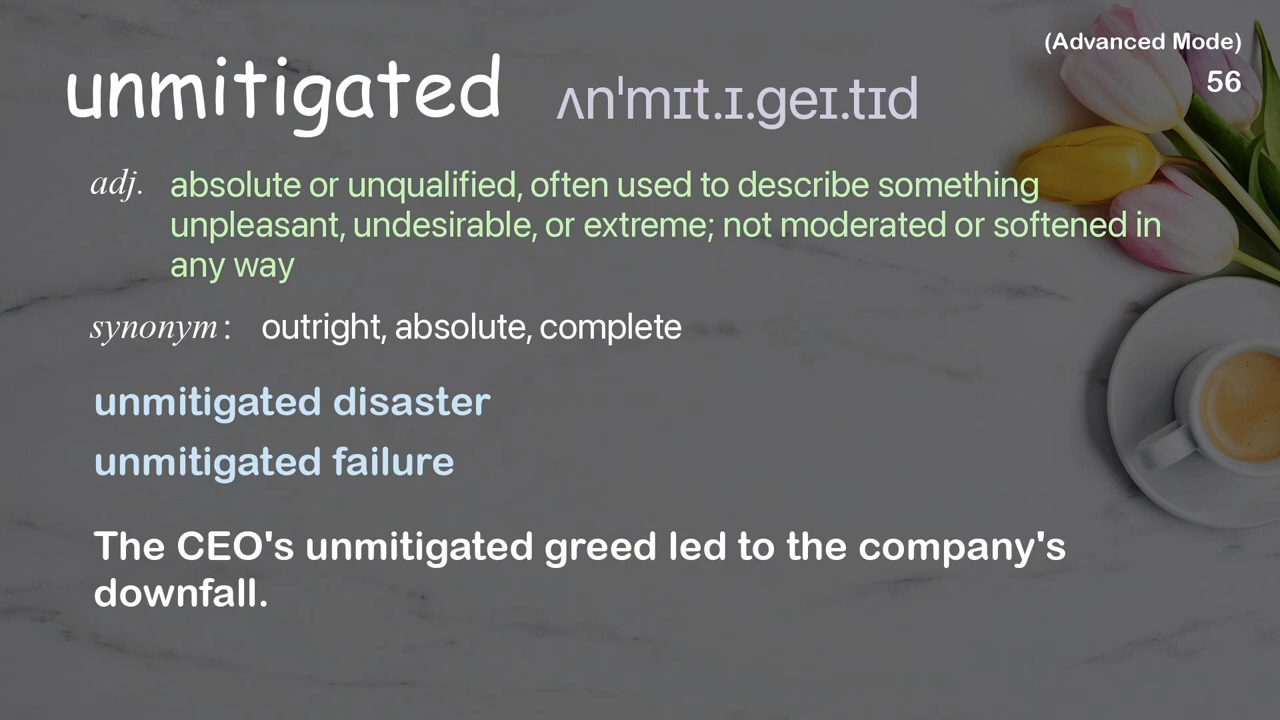 (Advanced Mode)
unmitigated ʌnˈmɪt.ɪ.ɡeɪ.tɪd
56
adj. absolute or unqualified, often used to describe something
unpleasant, undesirable, or extreme; not moderated or softened in
any way
synonym: outright, absolute, complete
unmitigated disaster
unmitigated failure
The CEO's unmitigated greed led to the company's
downfall.